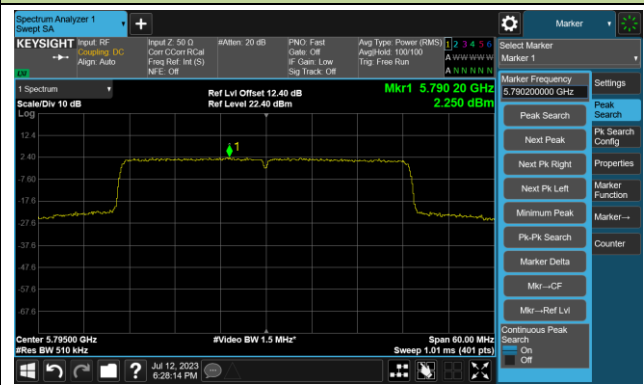 Spectrum Analyzer 1
Swept SA
+
Marker
KEYSIGHT
Input: RF
Coupling: DC
Align: Auto
Input Z: 50 Ω
Corr CCorr RCal
Freq Ref: Int (S)
NFE: Off
#Atten: 20 dB
PNO: Fast
Gate: Off
IF Gain: Low
Sig Track: Off
Avg Type: Power (RMS)
Avg|Hold: 100/100
Trig: Free Run
1 2 3 4 5 6
A W W W W W
A N N N N N
Select Marker
Marker 1
1 Spectrum
Scale/Div 10 dB
Log
Ref Lvl Offset 12.40 dB
Ref Level 22.40 dBm
Mkr1 5.790 20 GHz
2.250 dBm
12.4
2.40
-7.60
-17.6
-27.6
-37.6
-47.6
-57.6
-67.6
1
Center 5.79500 GHz
#Res BW 510 kHz
#Video BW 1.5 MHz*
Span 60.00 MHz
Sweep 1.01 ms (401 pts)
Marker Frequency
5.790200000 GHz
Peak Search
Next Peak
Next Pk Right
Next Pk Left
Minimum Peak
Pk-Pk Search
Marker Delta
Mkr→CF
Mkr→Ref Lvl
Continuous Peak
Search
On
Off
Settings
Peak
Search
Pk Search
Config
Properties
Marker
Function
Marker→
Counter
?
Jul 12, 2023
6:28:14 PM